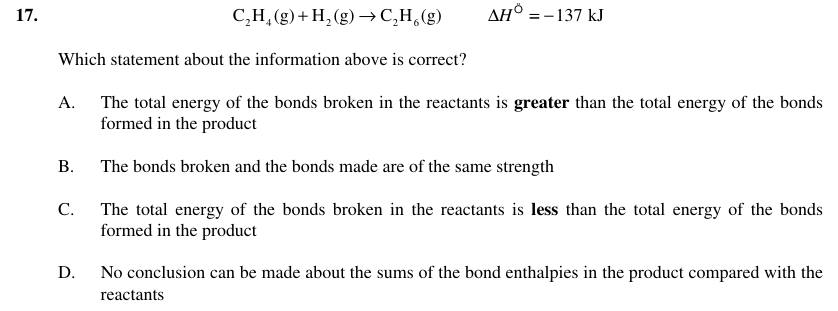 17. C₂H₄(g) + H₂(g) → C₂H₆(g) ΔH^Ö = – 137 kJ
Which statement about the information above is correct?
A. The total energy of the bonds broken in the reactants is greater than the total energy of the bonds
formed in the product
B. The bonds broken and the bonds made are of the same strength
C. The total energy of the bonds broken in the reactants is less than the total energy of the bonds
formed in the product
D. No conclusion can be made about the sums of the bond enthalpies in the product compared with the
reactants